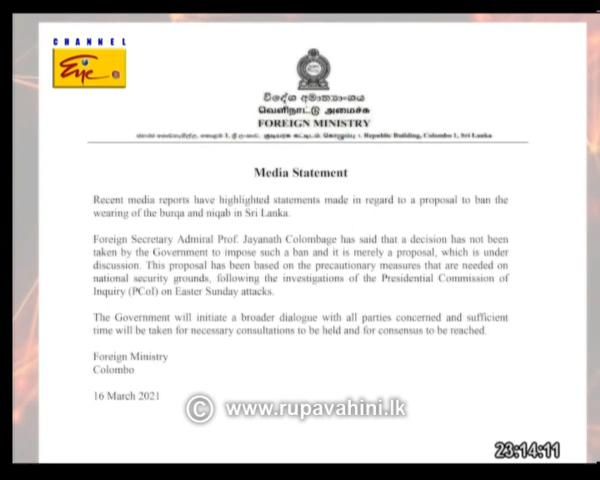 CHANNEL
Eye
විදේශ අමාත්‍යාංශය
வெளிநாட்டு அமைச்சு
FOREIGN MINISTRY
Republic Building, Colombo 1, Sri Lanka
Media Statement
Recent media reports have highlighted statements made in regard to a proposal to ban the
wearing of the burqa and niqab in Sri Lanka.
Foreign Secretary Admiral Prof. Jayanath Colombage has said that a decision has not been
taken by the Government to impose such a ban and it is merely a proposal, which is under
discussion. This proposal has been based on the precautionary measures that are needed on
national security grounds, following the investigations of the Presidential Commission of
Inquiry (PCoI) on Easter Sunday attacks.
The Government will initiate a broader dialogue with all parties concerned and sufficient
time will be taken for necessary consultations to be held and for consensus to be reached.
Foreign Ministry
Colombo
16 March 2021
© www.rupavahini.lk
23:14:11